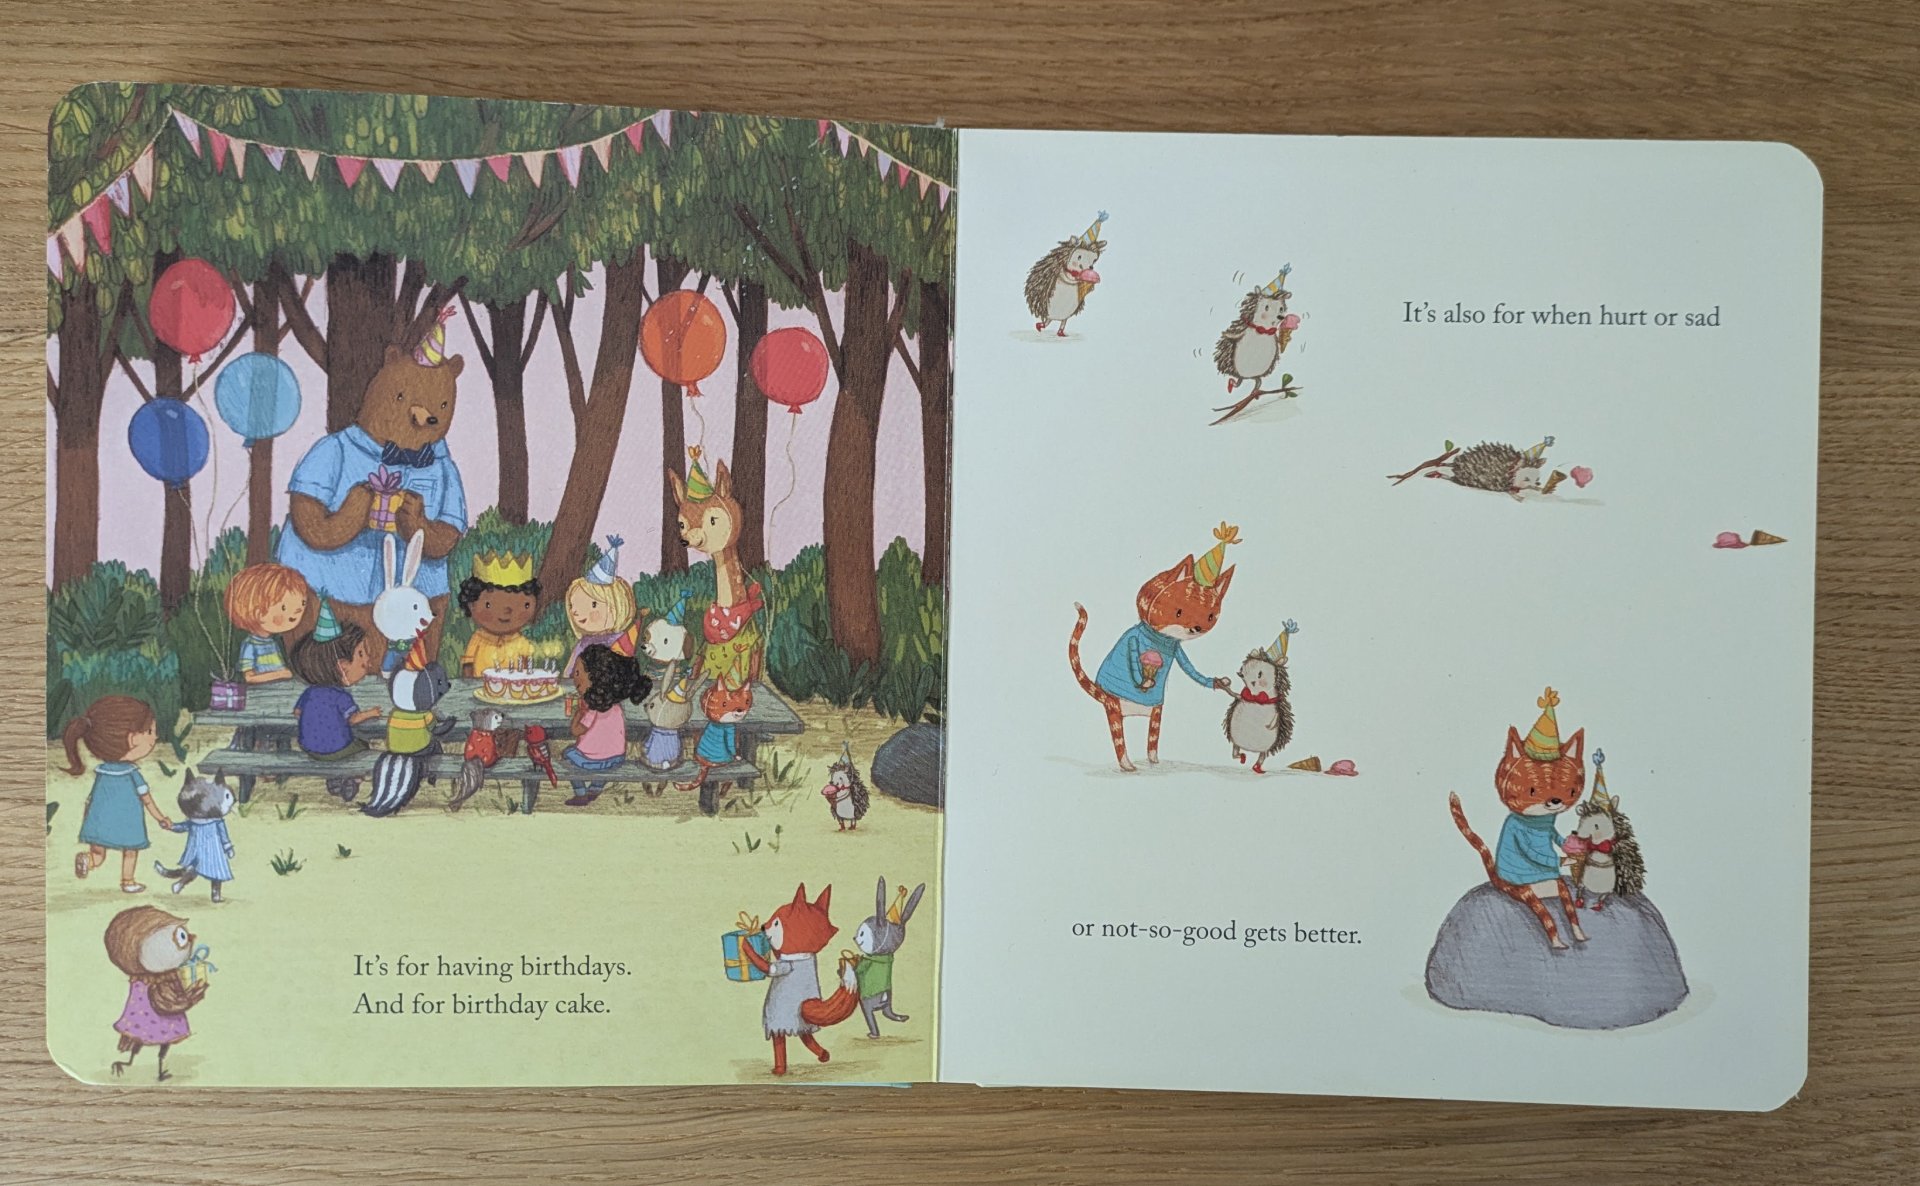 It's for having birthdays.
And for birthday cake.
It's also for when hurt or sad
or not-so-good gets better.